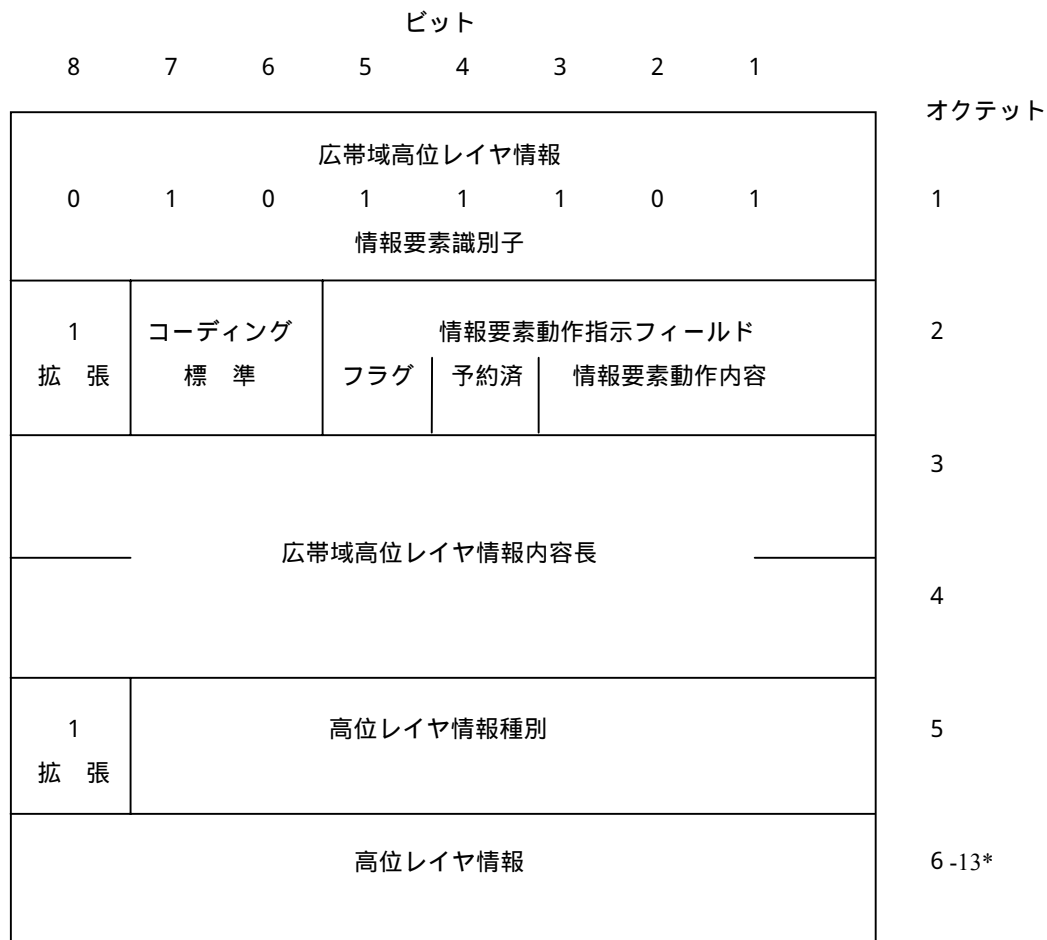 ビット
8 7 6 5 4 3 2 1
オクテット
広帯域高位レイヤ情報
0 1 0 1 1 1 0 1 1
情報要素識別子
1 コーディング 情報要素動作指示フィールド 2
拡 張 標 準 フラグ 予約済 情報要素動作内容
3
広帯域高位レイヤ情報内容長
4
1 高位レイヤ情報種別 5
拡 張
高位レイヤ情報 6 -13*